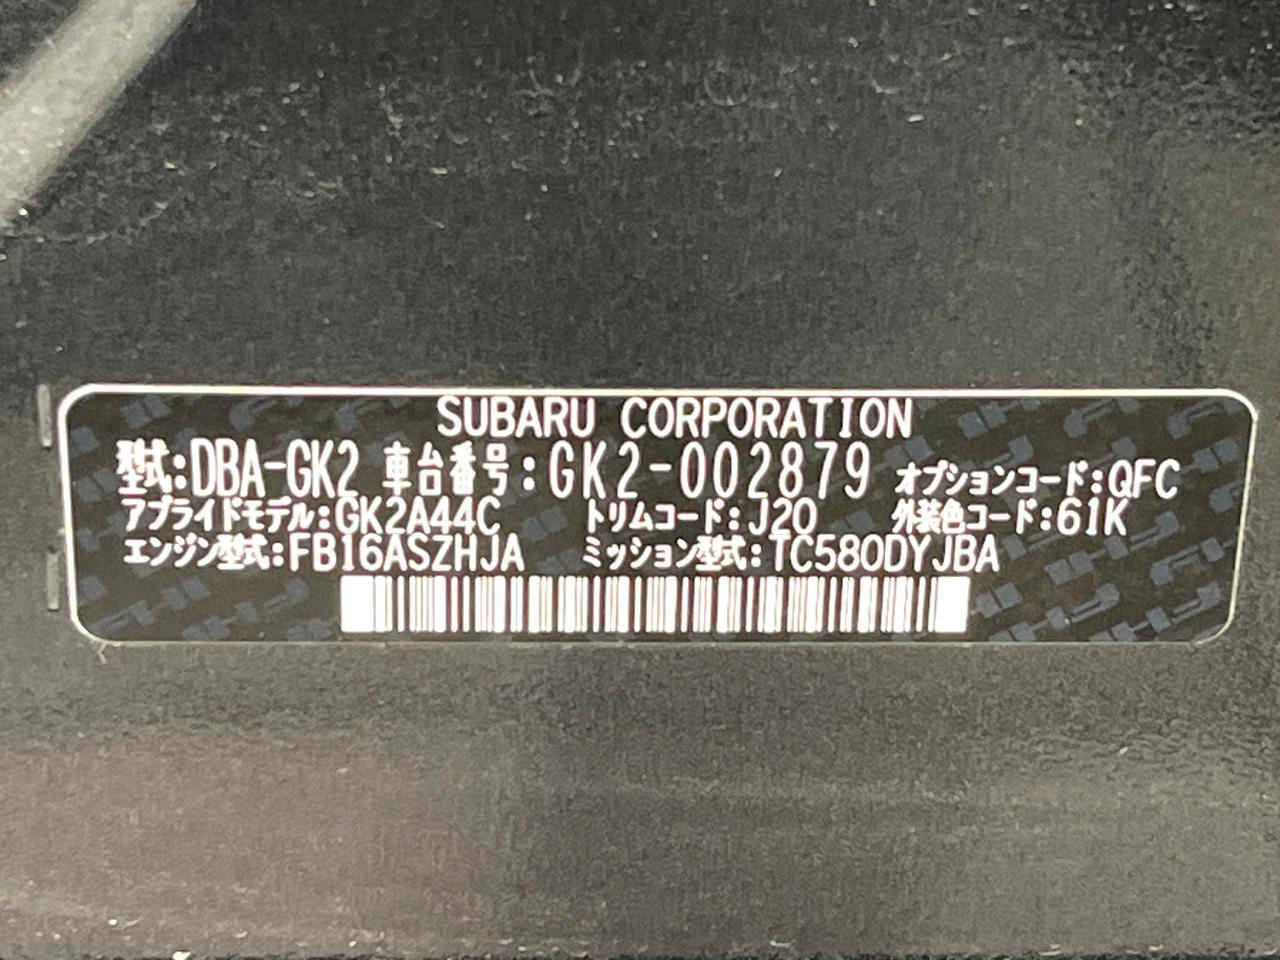 SUBARU CORPORATION
型式:DBA-GK2 車台番号:GK2-002879 オプションコード:QFC
アプライドモデル:GK2A44C トリムコード:J20 外装色コード:61K
エンジン型式:FB16ASZHJA ミッション型式:TC580DYJBA